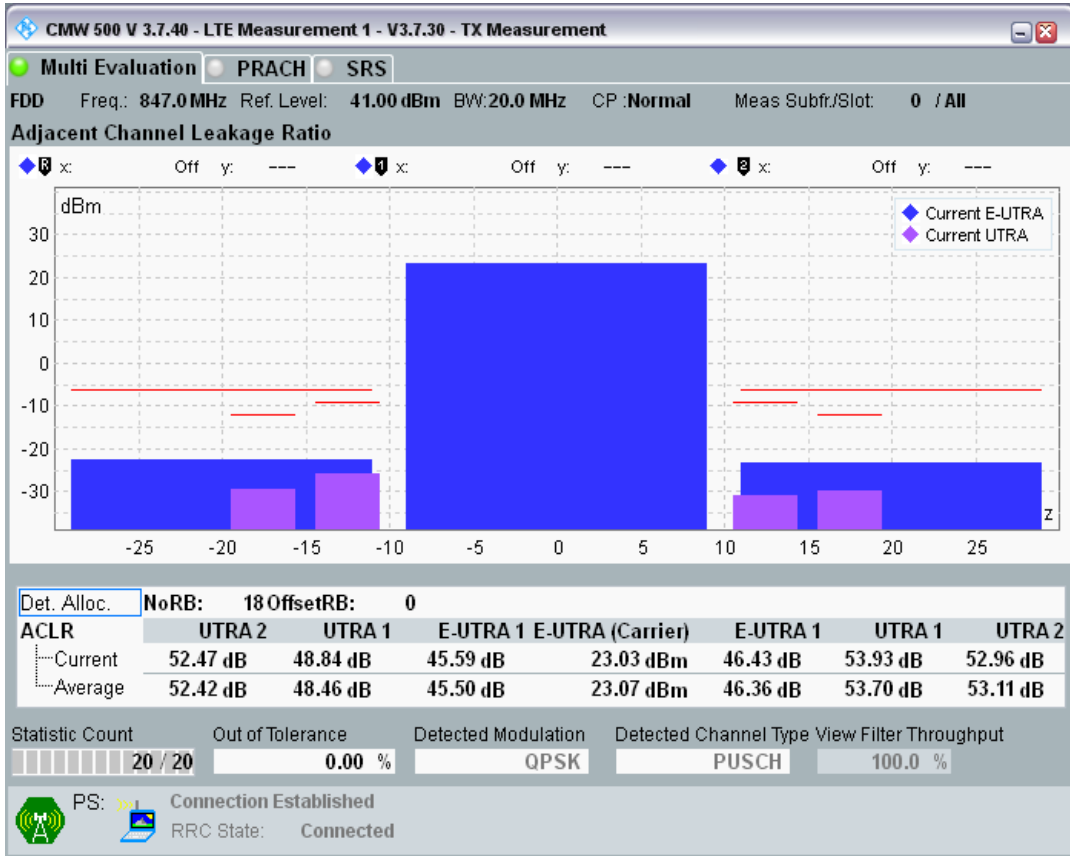 CMW 500 V 3.7.40 - LTE Measurement 1 - V3.7.30 - TX Measurement
Multi Evaluation PRACH SRS
FDD Freq.: 847.0 MHz Ref. Level: 41.00 dBm BW: 20.0 MHz CP : Normal Meas Subfr./Slot: 0 / All
Adjacent Channel Leakage Ratio
R x: Off y: --- 1 x: Off y: --- 2 x: Off y: ---
dBm
Current E-UTRA
Current UTRA
30
20
10
0
-10
-20
-30
z
-25 -20 -15 -10 -5 0 5 10 15 20 25
Det. Alloc. NoRB: 18 OffsetRB: 0
ACLR UTRA 2 UTRA 1 E-UTRA 1 E-UTRA (Carrier) E-UTRA 1 UTRA 1 UTRA 2
Current 52.47 dB 48.84 dB 45.59 dB 23.03 dBm 46.43 dB 53.93 dB 52.96 dB
Average 52.42 dB 48.46 dB 45.50 dB 23.07 dBm 46.36 dB 53.70 dB 53.11 dB
Statistic Count Out of Tolerance Detected Modulation Detected Channel Type View Filter Throughput
20 / 20 0.00 % QPSK PUSCH 100.0 %
PS: Connection Established
RRC State: Connected